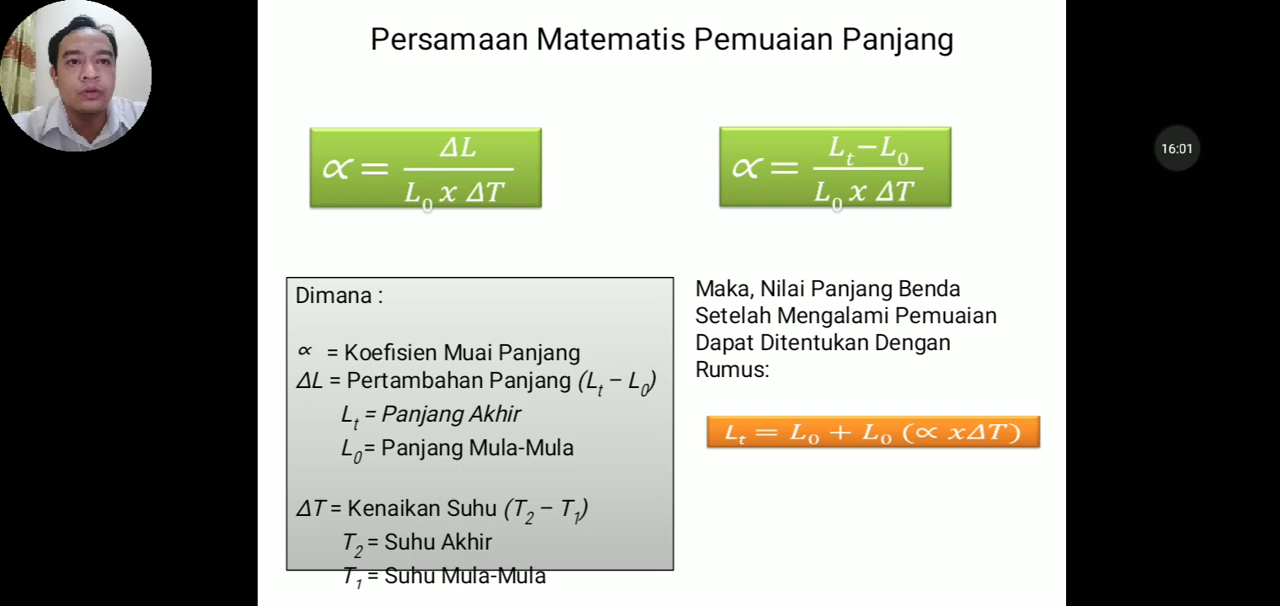 Persamaan Matematis Pemuaian Panjang
∝ = ΔL / L₀ x ΔT
∝ = Lₜ−L₀ / L₀ x ΔT
16:01
Dimana :
∝ = Koefisien Muai Panjang
ΔL = Pertambahan Panjang (Lₜ − L₀)
Lₜ = Panjang Akhir
L₀= Panjang Mula-Mula
ΔT = Kenaikan Suhu (T₂ − T₁)
T₂ = Suhu Akhir
T₁ = Suhu Mula-Mula
Maka, Nilai Panjang Benda
Setelah Mengalami Pemuaian
Dapat Ditentukan Dengan
Rumus:
Lₜ = L₀ + L₀ (∝ xΔT)